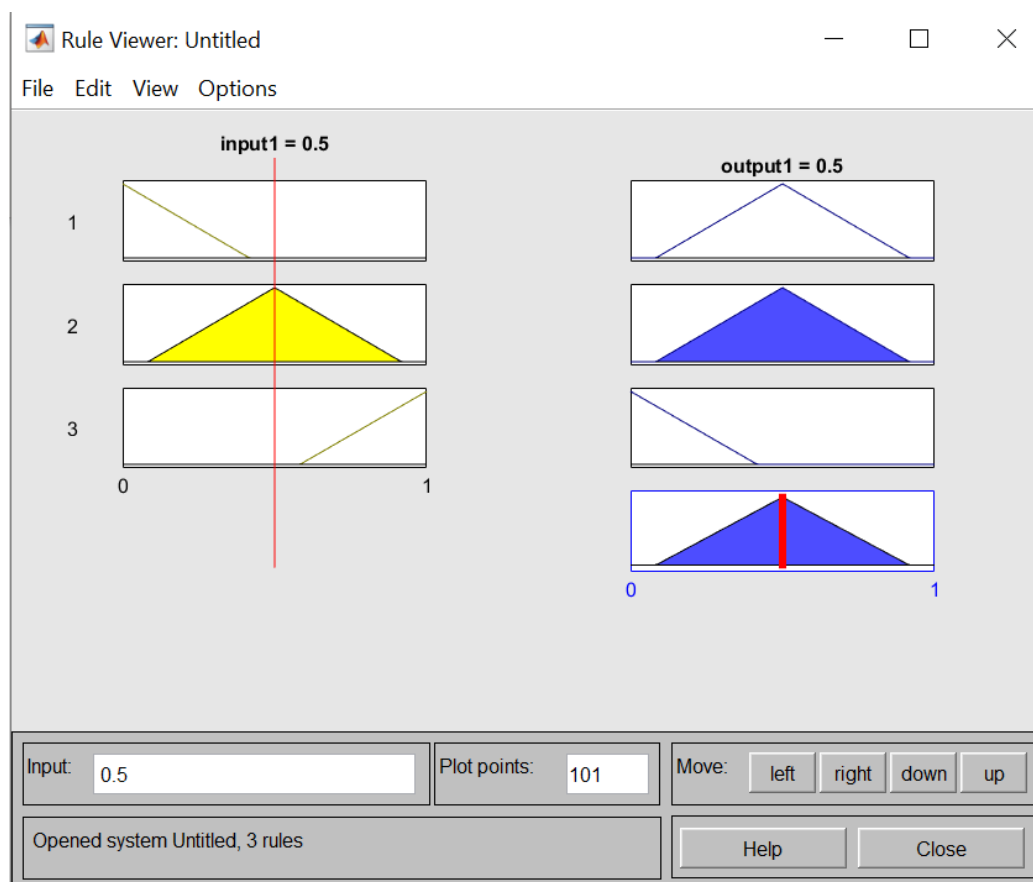 Rule Viewer: Untitled
File Edit View Options
input1 = 0.5
output1 = 0.5
1
2
3
0 1
0 1
Input: 0.5 Plot points: 101 Move: left right down up
Opened system Untitled, 3 rules Help Close